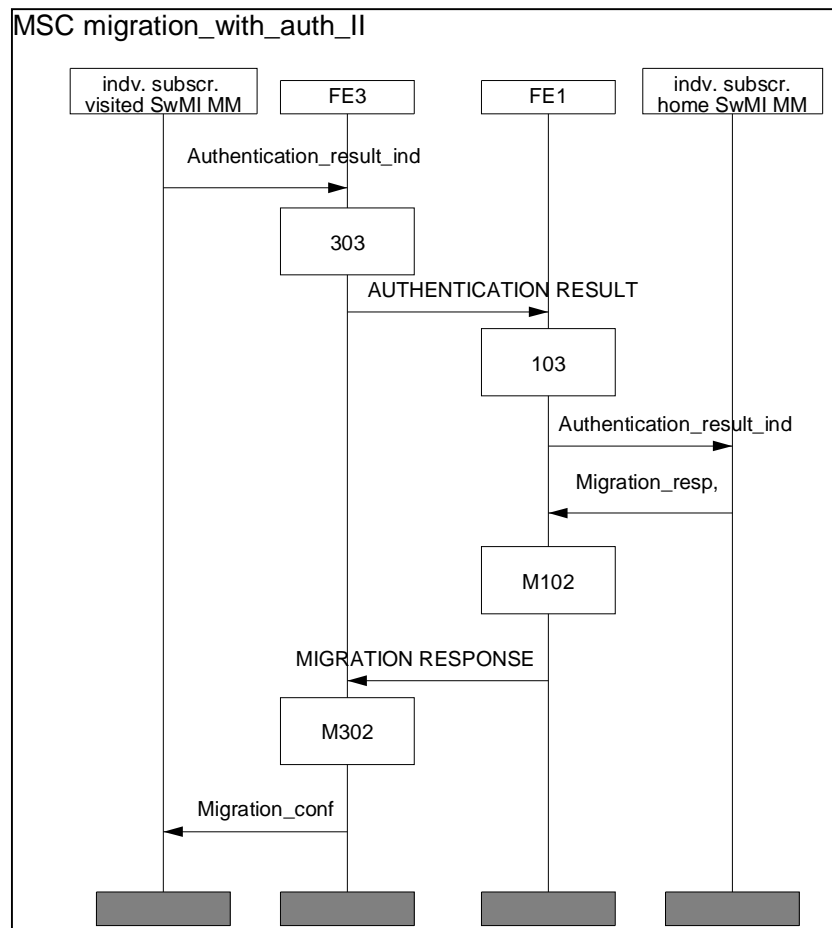 MSC migration_with_auth_II
indv. subscr.
visited SwMI MM
FE3
FE1
indv. subscr.
home SwMI MM
Authentication_result_ind
303
AUTHENTICATION RESULT
103
Authentication_result_ind
Migration_resp,
M102
MIGRATION RESPONSE
M302
Migration_conf